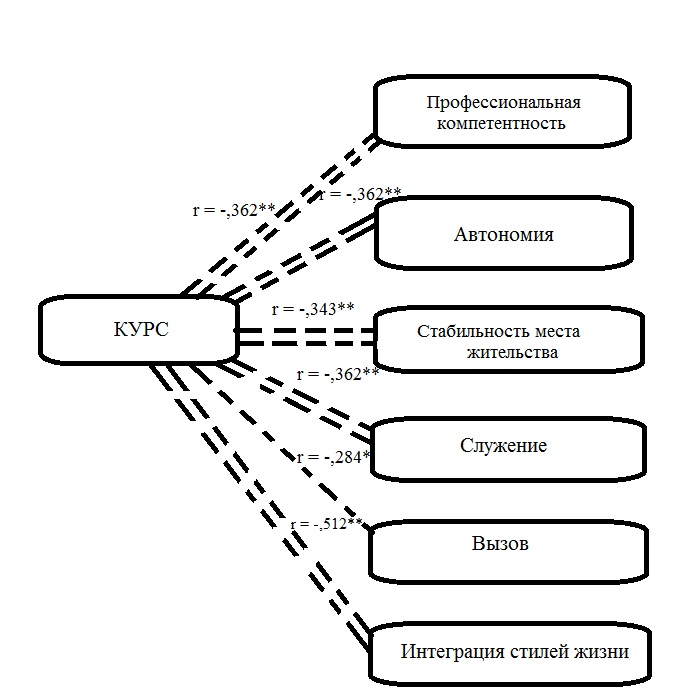 Профессиональная
компетентность
r = -,362**
r = -,362**
Автономия
КУРС
r = -,343**
Стабильность места
жительства
r = -,362**
Служение
r = -,284*
Вызов
r = -,512**
Интеграция стилей жизни